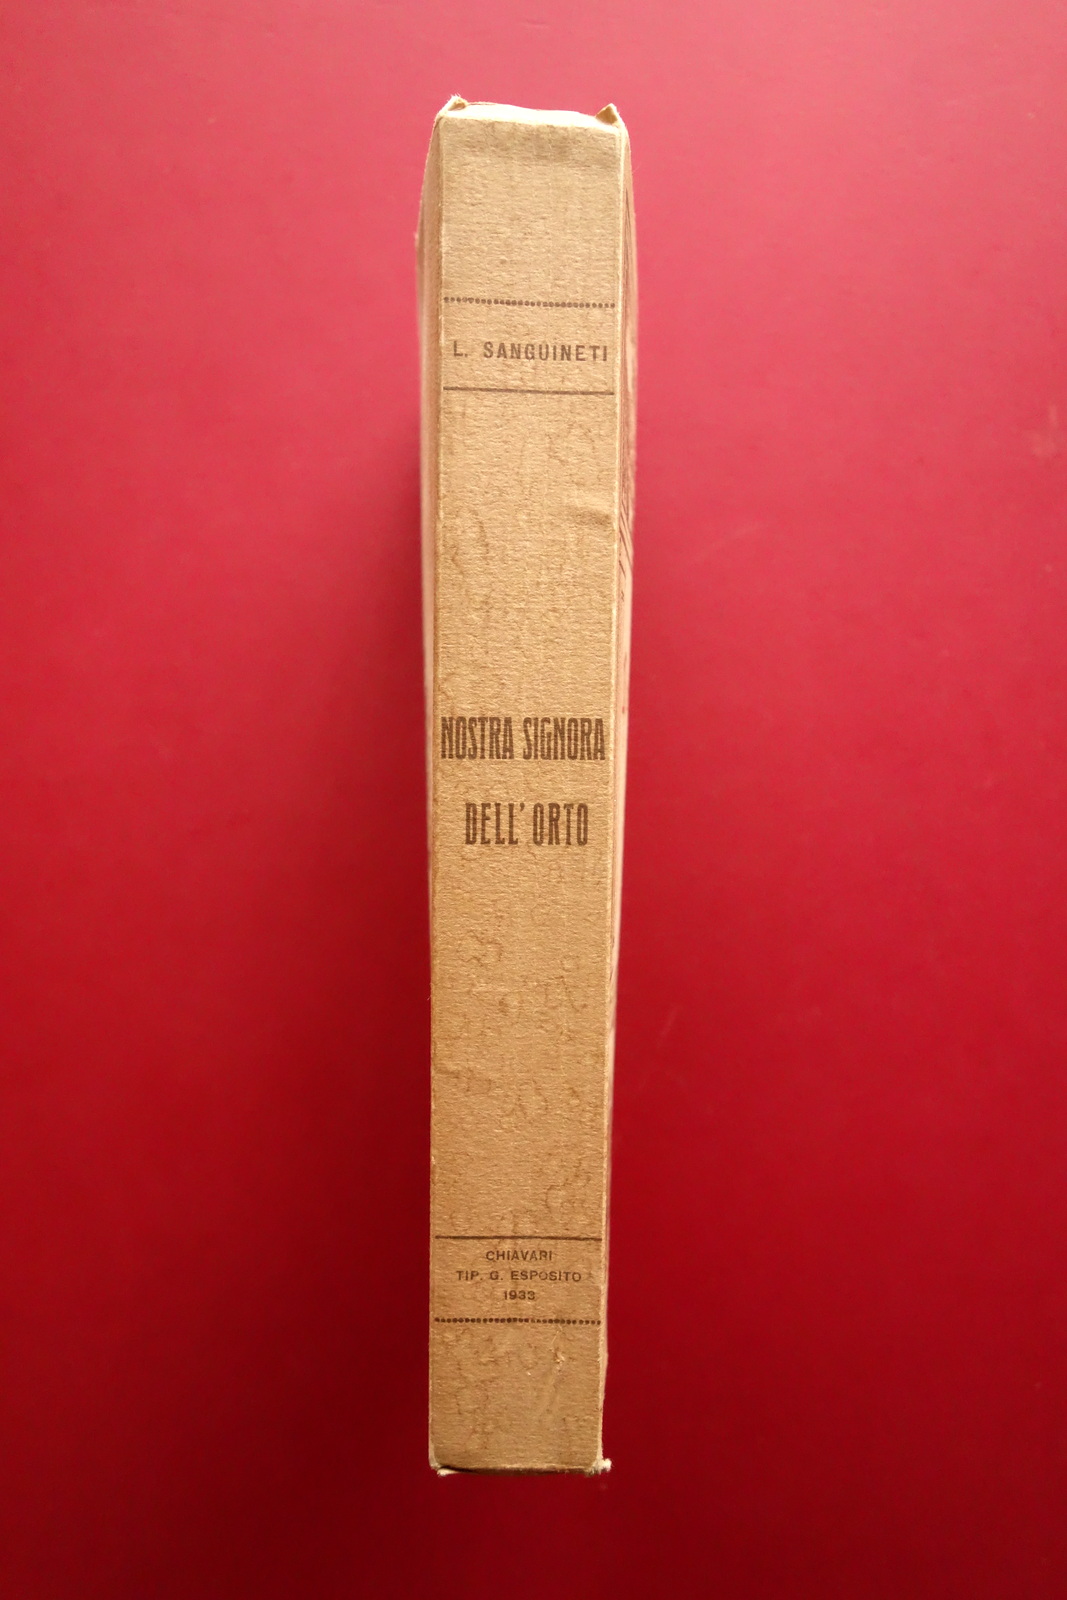 L. SANGUINETI
NOSTRA SIGNORA
DELL' ORTO
CHIAVARI
TIP. G. ESPOSITO
1933